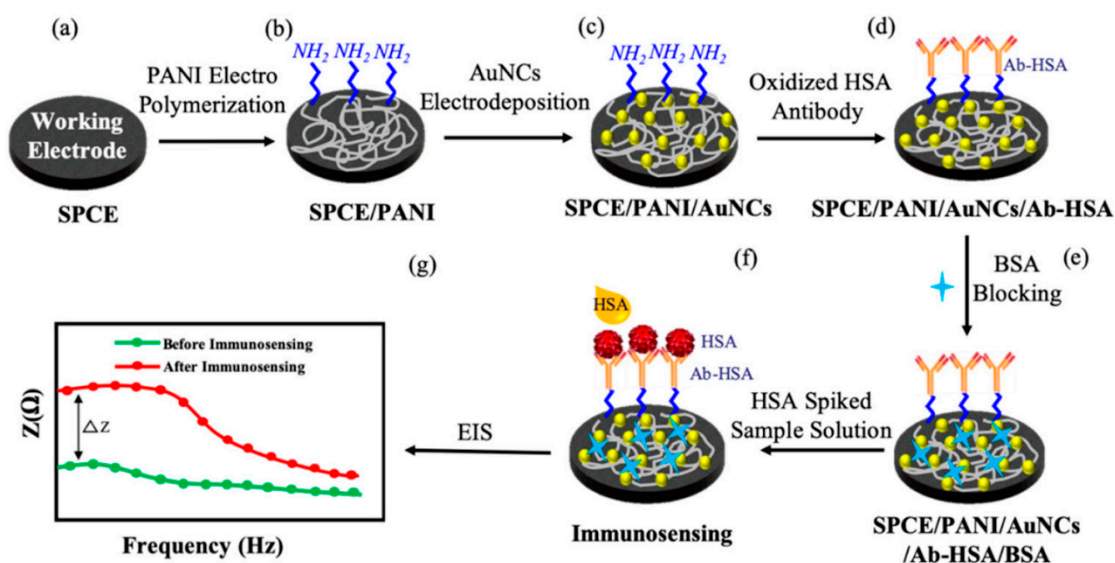 (a)
(b)
(c)
(d)
NH2 NH2 NH2
NH2 NH2 NH2
PANI Electro
Polymerization
AuNCs
Electrodeposition
Oxidized HSA
Antibody
Ab-HSA
Working
Electrode
SPCE
SPCE/PANI
SPCE/PANI/AuNCs
SPCE/PANI/AuNCs/Ab-HSA
(g)
(f)
BSA
Blocking
(e)
HSA
HSA
Ab-HSA
HSA Spiked
Sample Solution
EIS
Before Immunosensing
After Immunosensing
Z(Ω)
△Z
Frequency (Hz)
Immunosensing
SPCE/PANI/AuNCs
/Ab-HSA/BSA